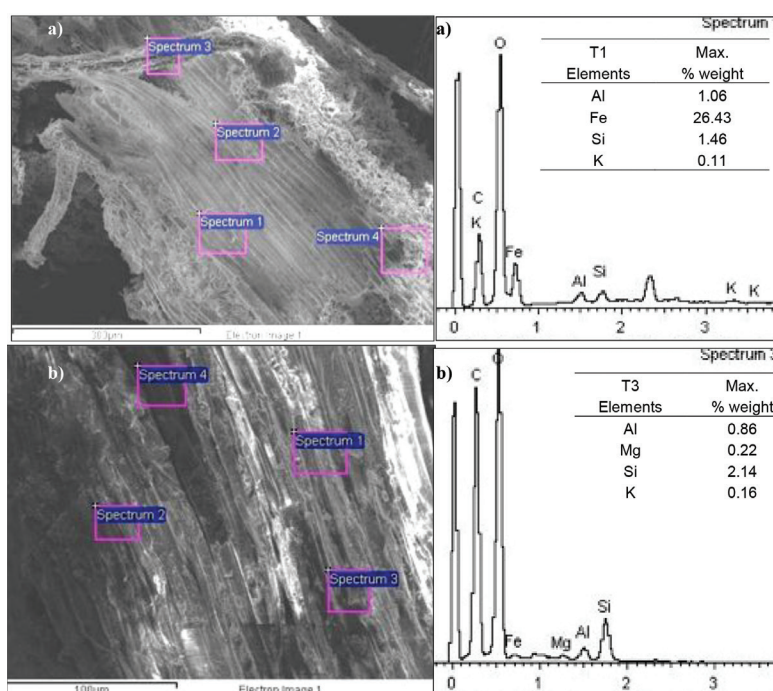 a)
Spectrum 3
Spectrum 2
Spectrum 1
Spectrum 4
300µm
Electron Image 1
a)
Spectrum
T1 Max.
Elements % weight
Al 1.06
Fe 26.43
Si 1.46
K 0.11
O
C
K
Fe
Al
Si
K
K
0 1 2 3
b)
Spectrum 4
Spectrum 1
Spectrum 2
Spectrum 3
100µm
Electron Image 1
b)
Spectrum 3
T3 Max.
Elements % weight
Al 0.86
Mg 0.22
Si 2.14
K 0.16
O
C
Fe
Mg
Al
Si
0 1 2 3